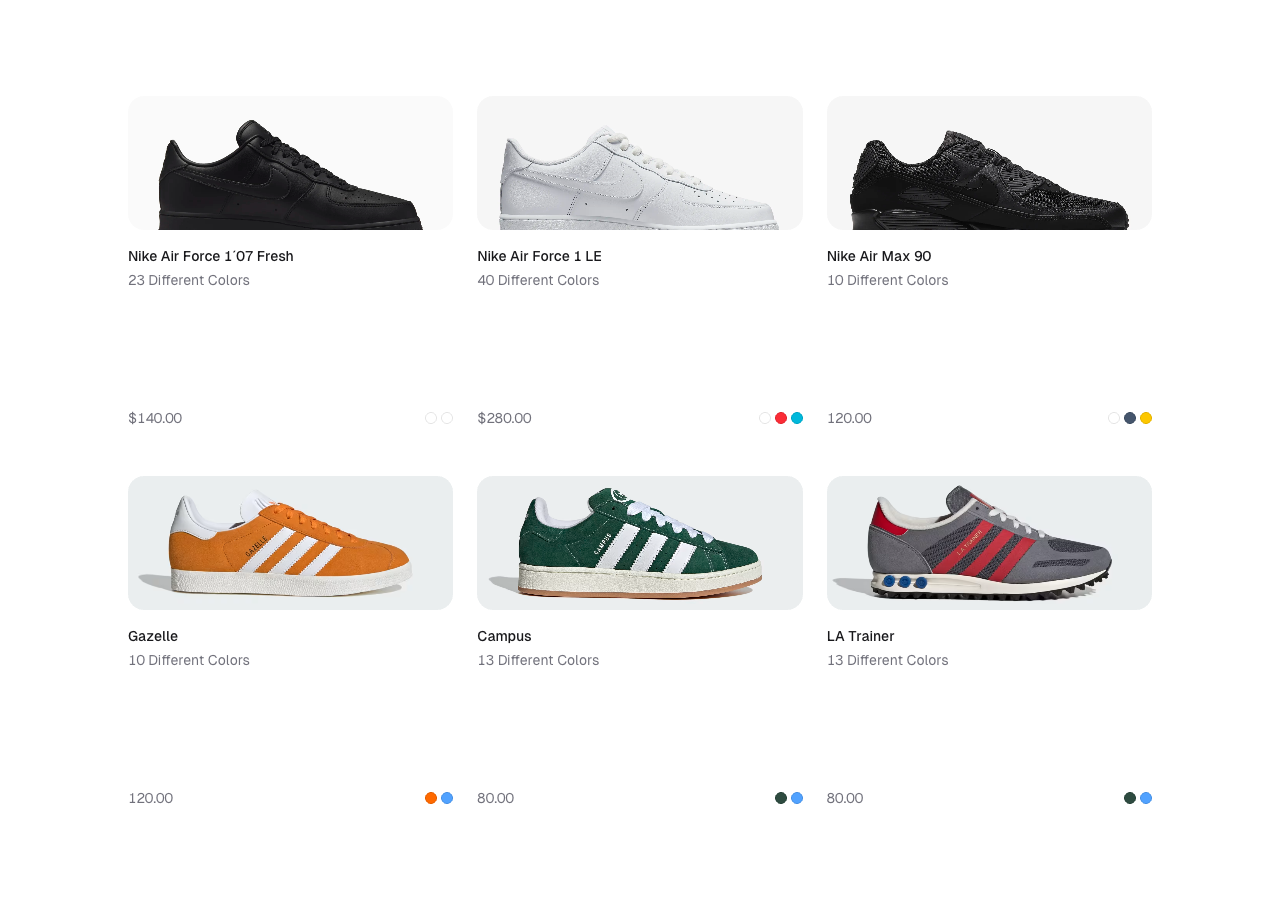 Nike Air Force 1´07 Fresh
23 Different Colors
$140.00
Nike Air Force 1 LE
40 Different Colors
$280.00
Nike Air Max 90
10 Different Colors
120.00
GAZELLE
Gazelle
10 Different Colors
120.00
CAMPUS
Campus
13 Different Colors
80.00
LA TRAINER
LA Trainer
13 Different Colors
80.00